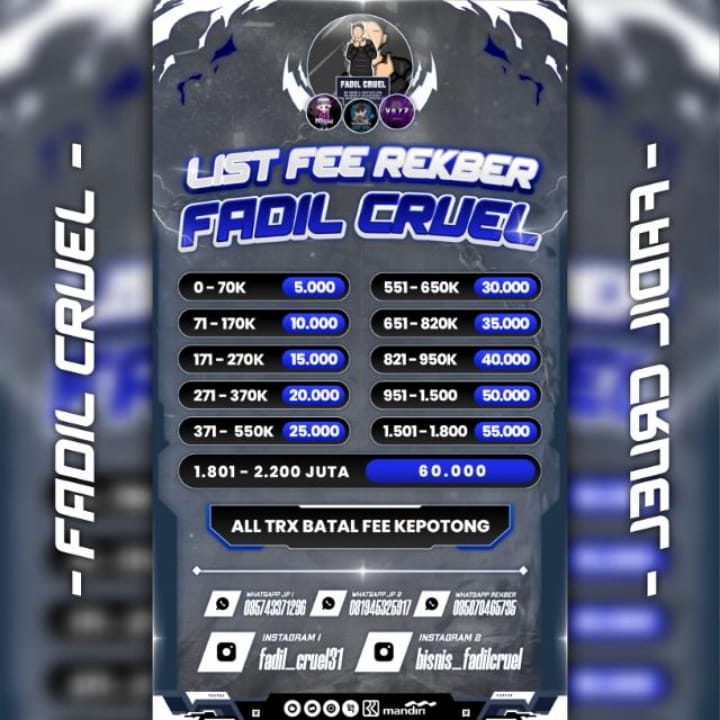 FADIL CRUEL
LIST FEE REKBER
FADIL CRUEL
0 - 70K 5.000
71 - 170K 10.000
171 - 270K 15.000
271 - 370K 20.000
371 - 550K 25.000
551 - 650K 30.000
651 - 820K 35.000
821 - 950K 40.000
951 - 1.500 50.000
1.501 - 1.800 55.000
1.801 - 2.200 JUTA 60.000
ALL TRX BATAL FEE KEPOTONG
WHATSAPP JP 1
085743371296
WHATSAPP JP 2
081945325917
WHATSAPP REKBER
085870465735
INSTAGRAM 1
fadil_cruel31
INSTAGRAM 2
bisnis_fadilcruel
mandiri
- FADIL CRUEL -
- FADIL CRUEL -